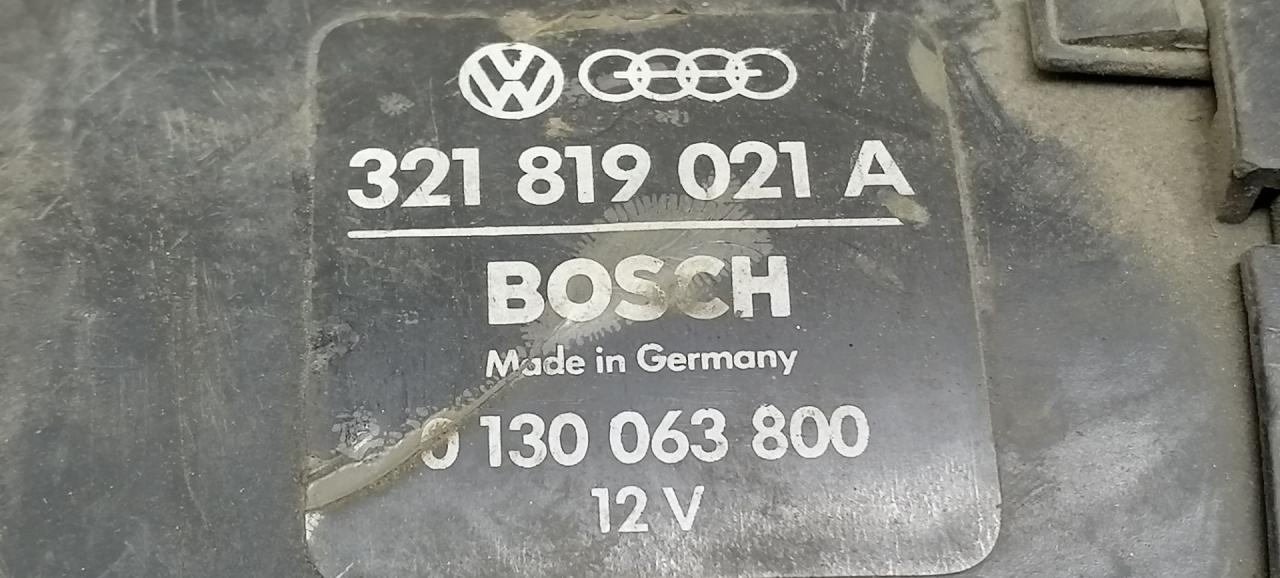 321 819 021 A
BOSCH
Made in Germany
0 130 063 800
12 V